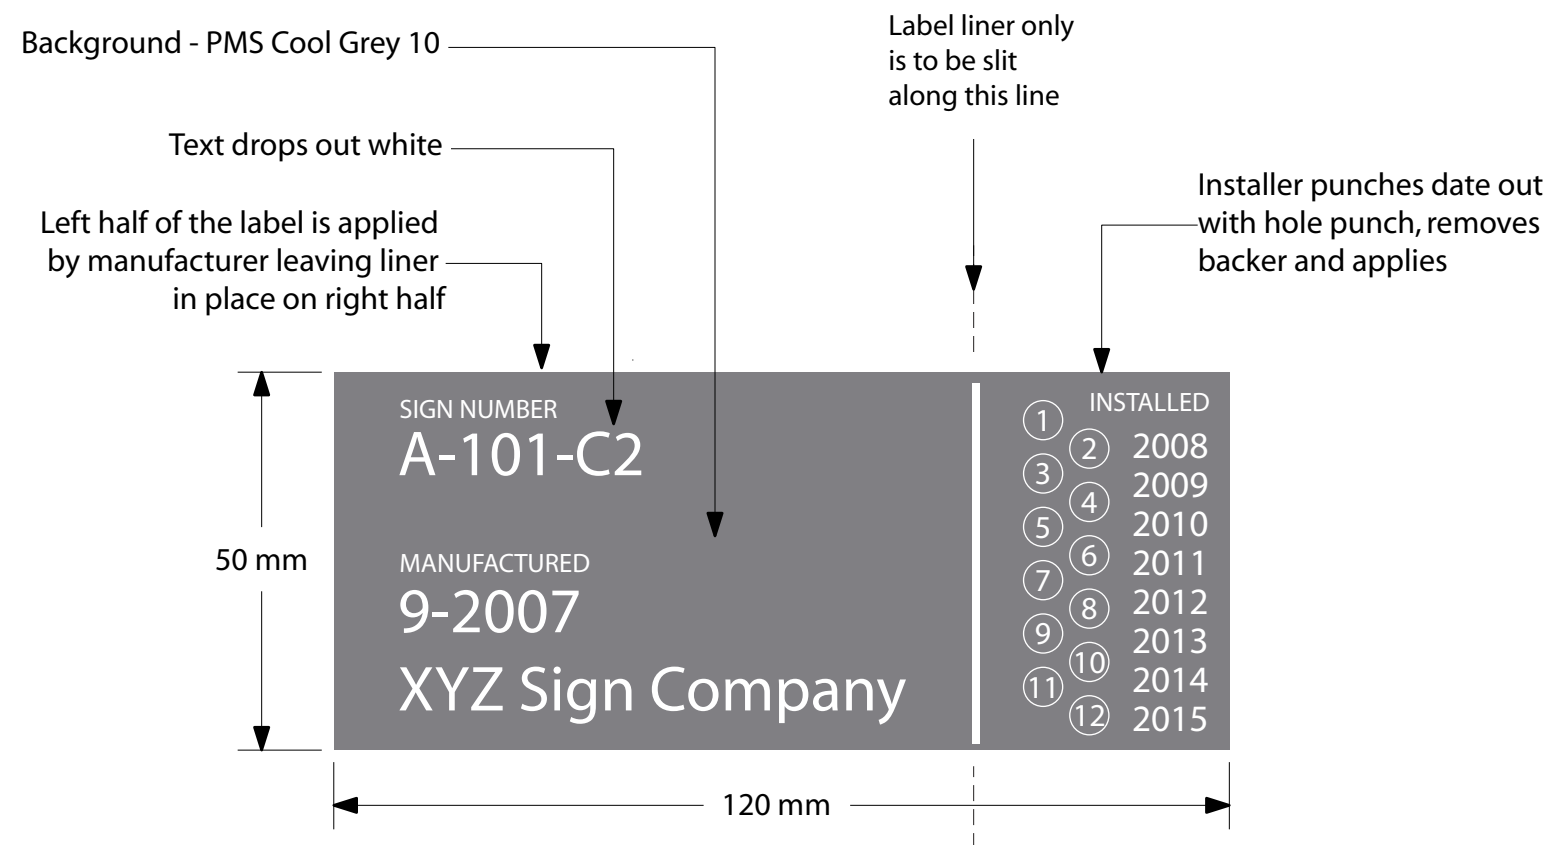 Background - PMS Cool Grey 10
Text drops out white
Left half of the label is applied
by manufacturer leaving liner
in place on right half
Label liner only
is to be slit
along this line
Installer punches date out
with hole punch, removes
backer and applies
50 mm
SIGN NUMBER
A-101-C2
MANUFACTURED
9-2007
XYZ Sign Company
INSTALLED
1
2
3
4
5
6
7
8
9
10
11
12
2008
2009
2010
2011
2012
2013
2014
2015
120 mm